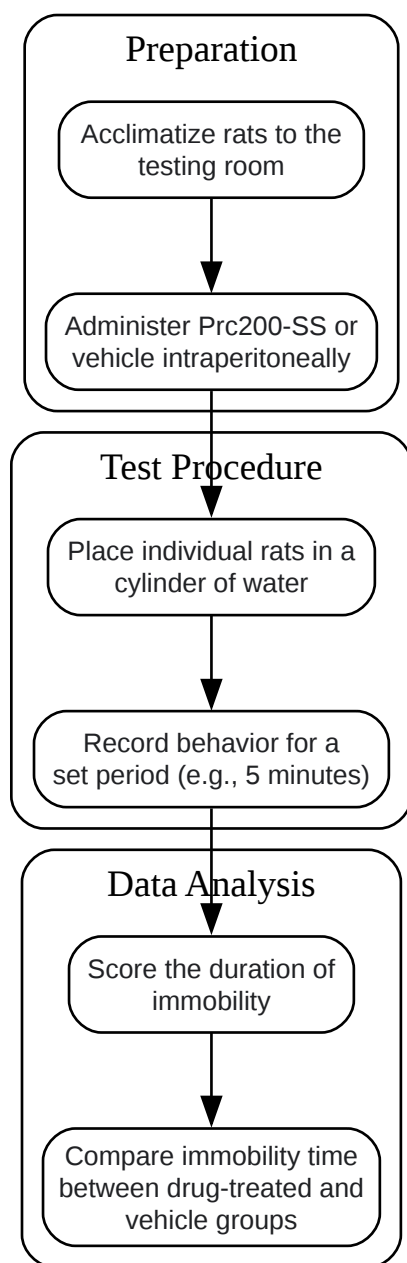 Preparation
Acclimatize rats to the
testing room
Administer Prc200-SS or
vehicle intraperitoneally
Test Procedure
Place individual rats in a
cylinder of water
Record behavior for a
set period (e.g., 5 minutes)
Data Analysis
Score the duration of
immobility
Compare immobility time
between drug-treated and
vehicle groups